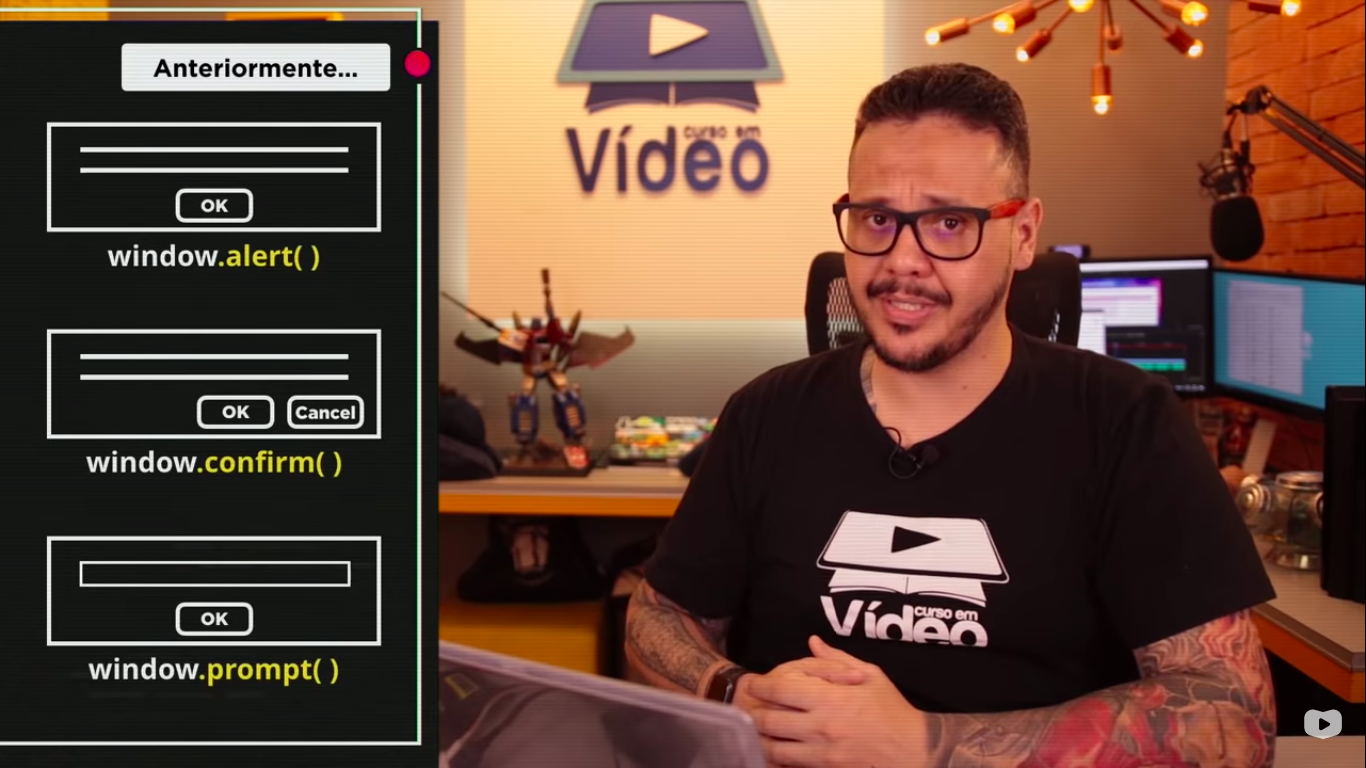 Anteriormente...
OK
window.alert( )
OK Cancel
window.confirm( )
OK
window.prompt( )
curso em
Vídeo
curso em
Vídeo